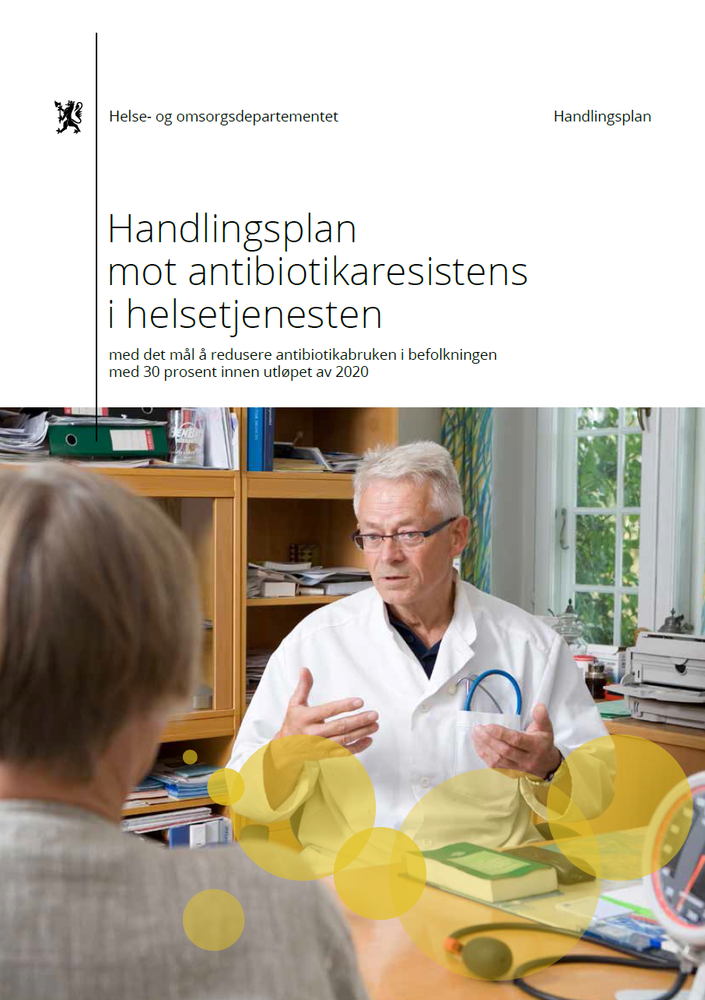 Helse- og omsorgsdepartementet
Handlingsplan
Handlingsplan
mot antibiotikaresistens
i helsetjenesten
med det mål å redusere antibiotikabruken i befolkningen
med 30 prosent innen utløpet av 2020